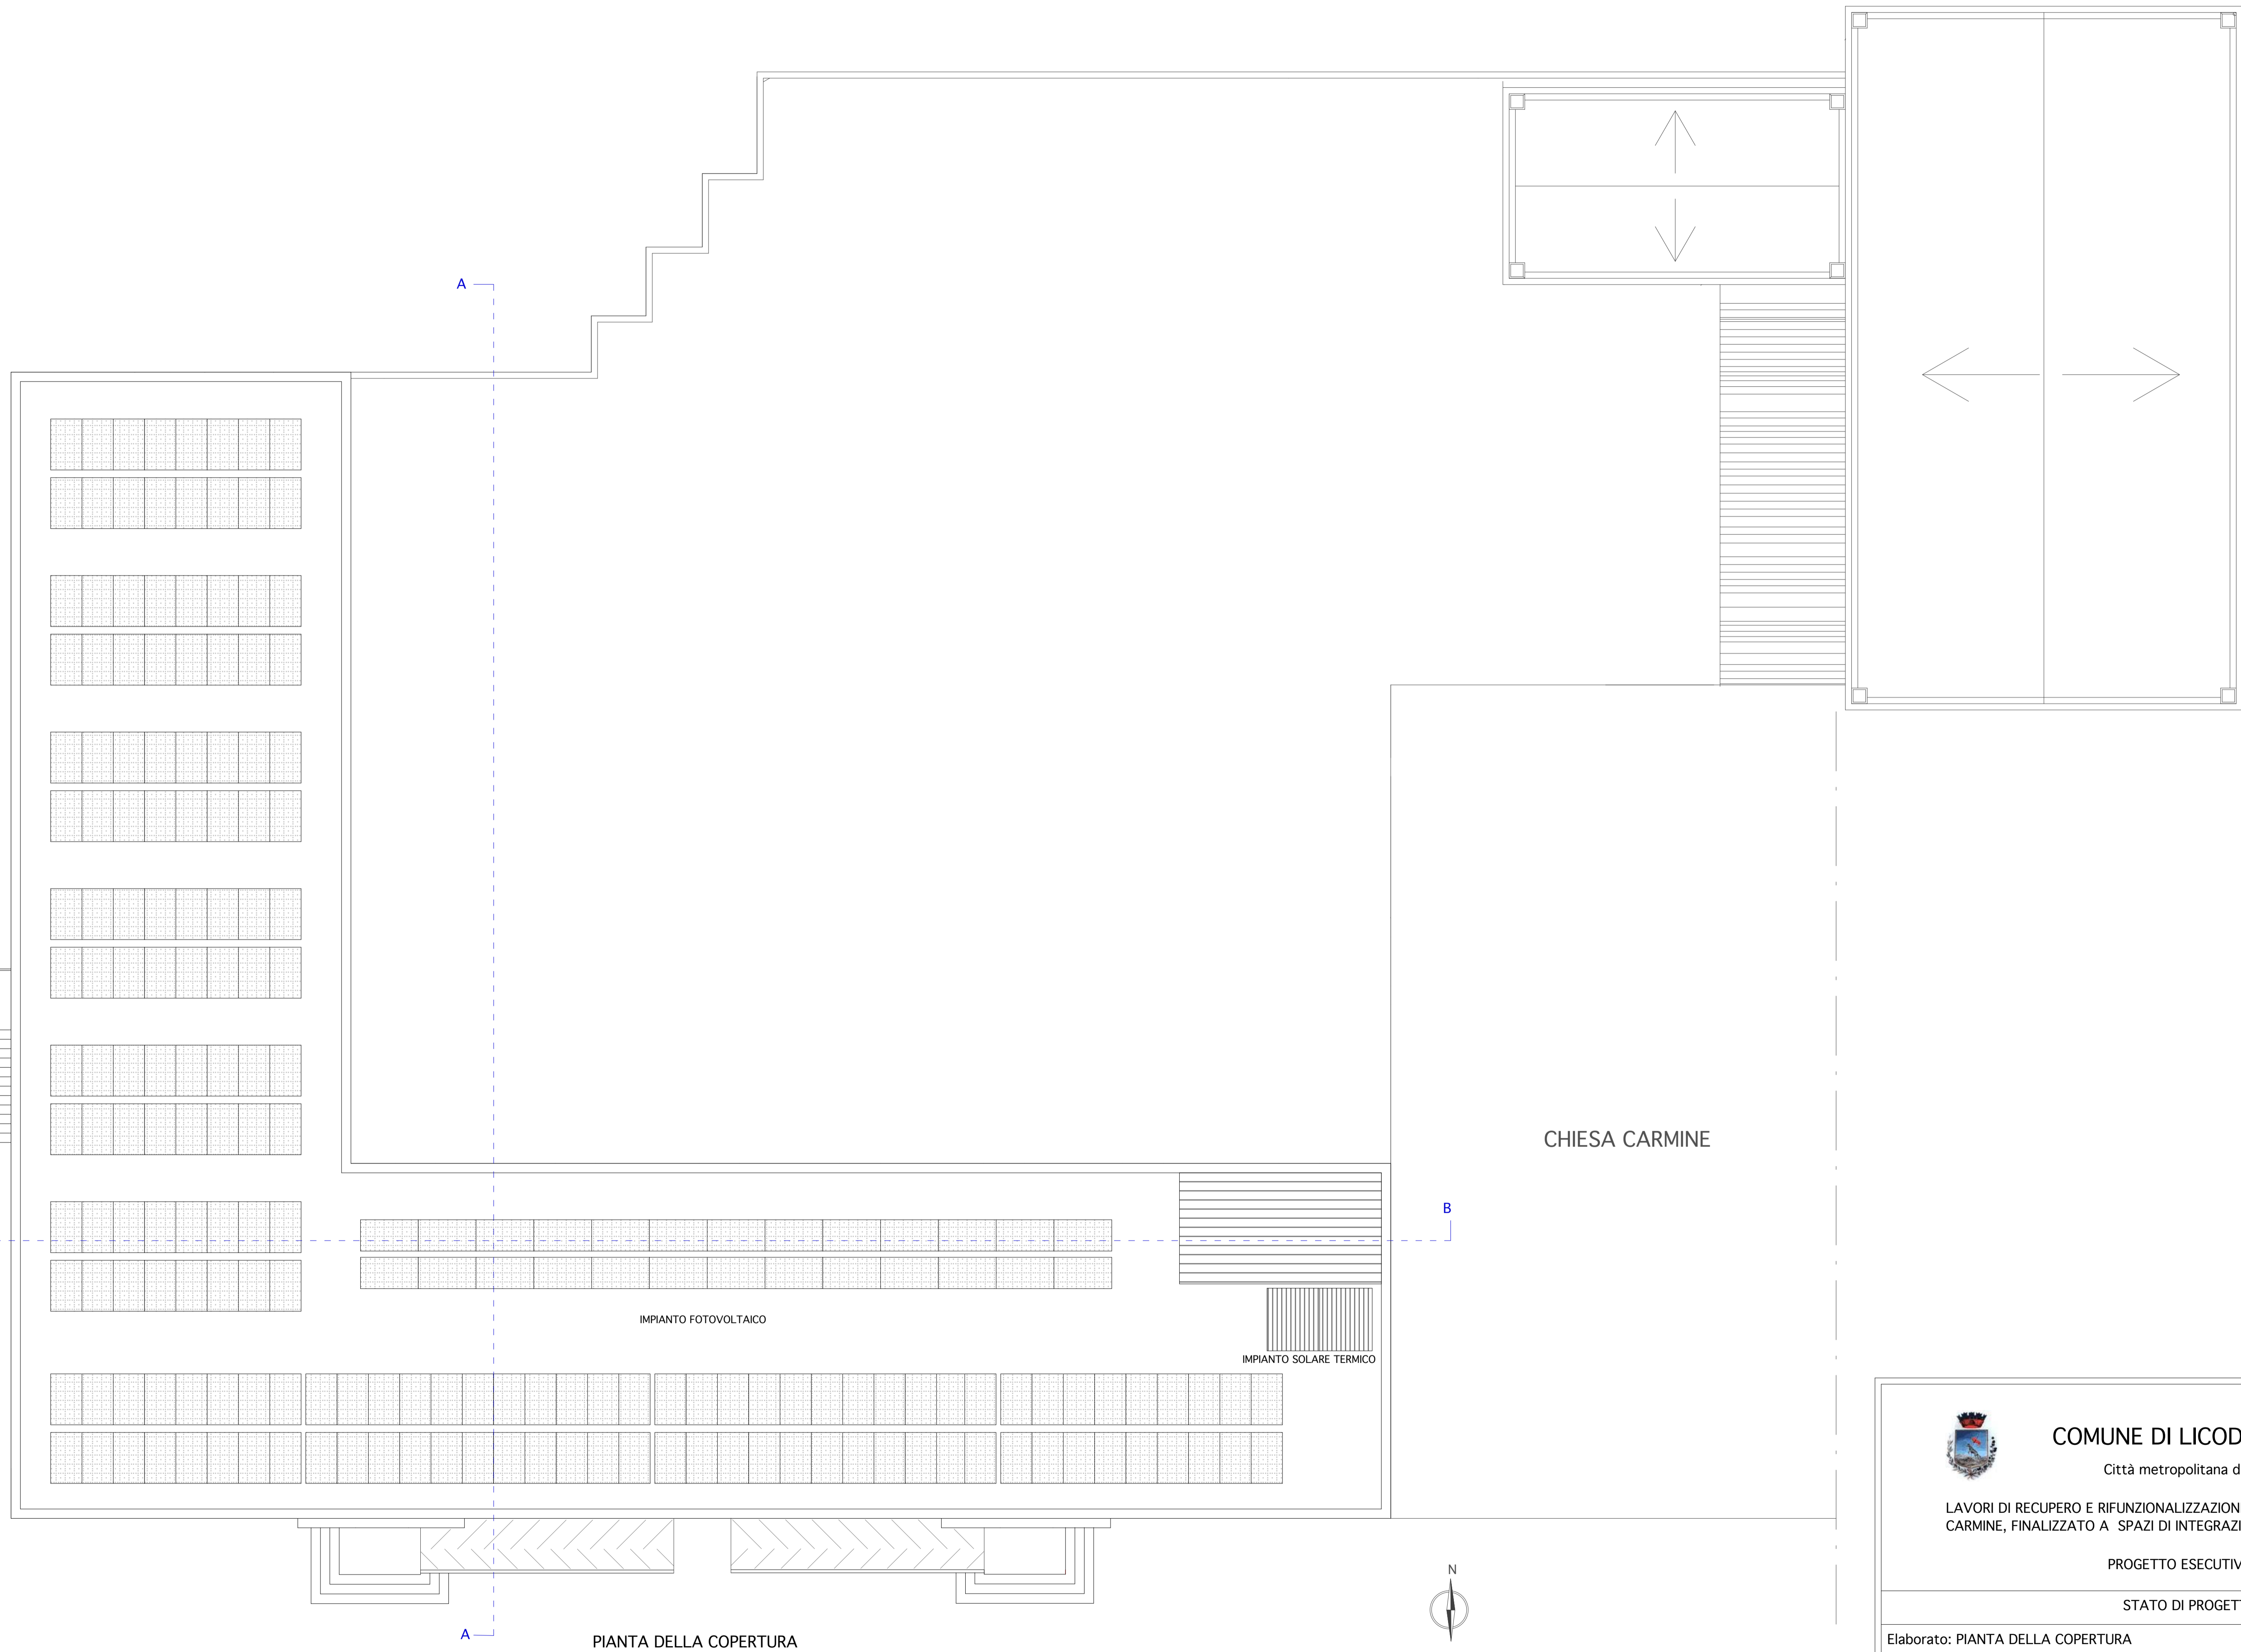 A
CHIESA CARMINE
B
IMPIANTO FOTOVOLTAICO
IMPIANTO SOLARE TERMICO
N
A
PIANTA DELLA COPERTURA
COMUNE DI LICOD
Città metropolitana d
LAVORI DI RECUPERO E RIFUNZIONALIZZAZION
CARMINE, FINALIZZATO A SPAZI DI INTEGRAZI
PROGETTO ESECUTIV
STATO DI PROGETT
Elaborato: PIANTA DELLA COPERTURA